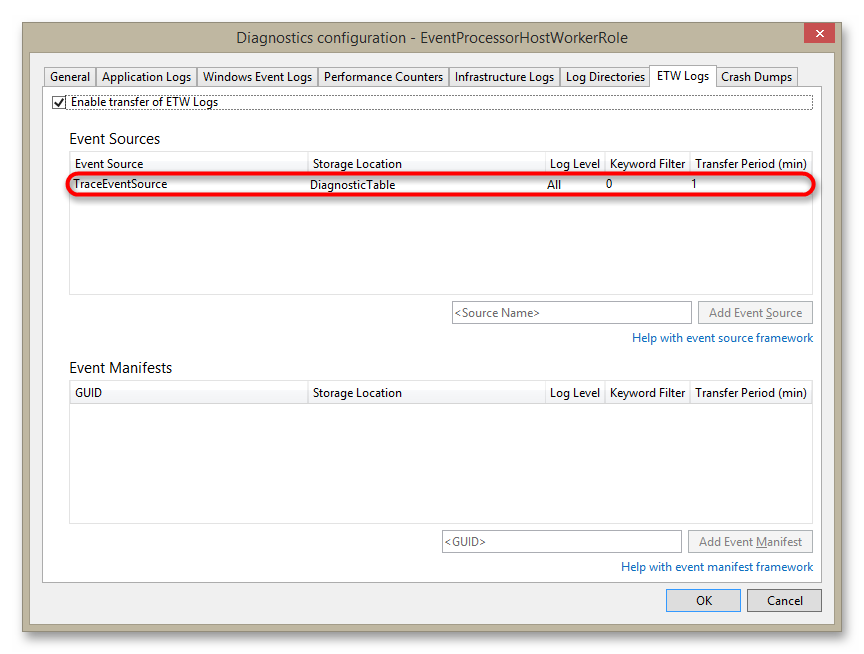 Diagnostics configuration - EventProcessorHostWorkerRole
General Application Logs Windows Event Logs Performance Counters Infrastructure Logs Log Directories ETW Logs Crash Dumps
Enable transfer of ETW Logs
Event Sources
Event Source Storage Location Log Level Keyword Filter Transfer Period (min)
TraceEventSource DiagnosticTable All 0 1
<Source Name> Add Event Source
Help with event source framework
Event Manifests
GUID Storage Location Log Level Keyword Filter Transfer Period (min)
<GUID> Add Event Manifest
Help with event manifest framework
OK Cancel